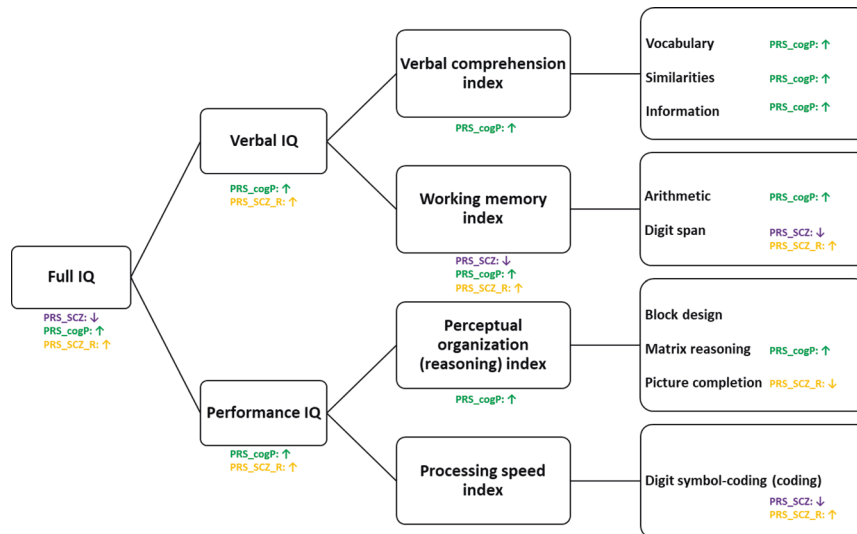 Full IQ
PRS_SCZ: ↓
PRS_cogP: ↑
PRS_SCZ_R: ↑
Verbal IQ
PRS_cogP: ↑
PRS_SCZ_R: ↑
Performance IQ
PRS_cogP: ↑
PRS_SCZ_R: ↑
Verbal comprehension
index
PRS_cogP: ↑
Working memory
index
PRS_SCZ: ↓
PRS_cogP: ↑
PRS_SCZ_R: ↑
Perceptual
organization
(reasoning) index
PRS_cogP: ↑
Processing speed
index
Vocabulary PRS_cogP: ↑
Similarities PRS_cogP: ↑
Information PRS_cogP: ↑
Arithmetic PRS_cogP: ↑
Digit span PRS_SCZ: ↓
PRS_SCZ_R: ↑
Block design
Matrix reasoning PRS_cogP: ↑
Picture completion PRS_SCZ_R: ↓
Digit symbol-coding (coding)
PRS_SCZ: ↓
PRS_SCZ_R: ↑